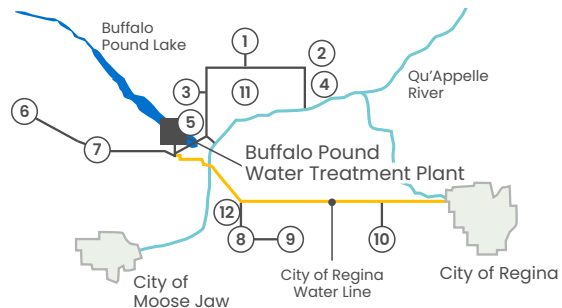 Buffalo
Pound Lake
1
2
3
11
4
Qu'Appelle
River
6
5
7
Buffalo Pound
Water Treatment Plant
12
8
9
10
City of
Moose Jaw
City of Regina
Water Line
City of Regina